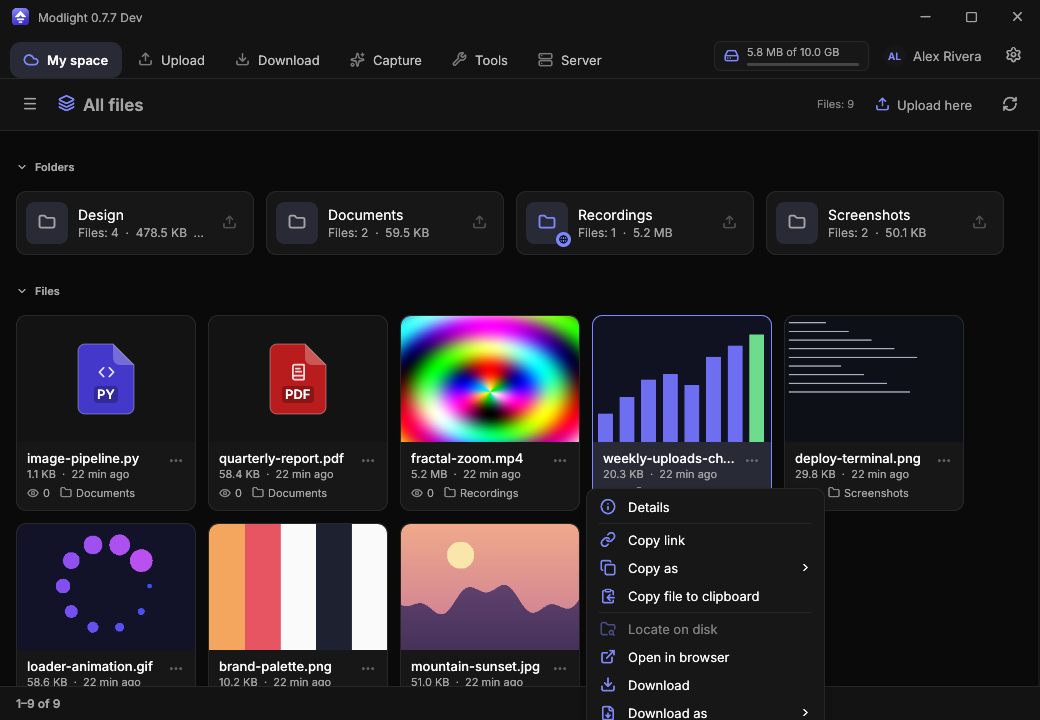 Modlight 0.7.7 Dev
My space
Upload
Download
Capture
Tools
Server
5.8 MB of 10.0 GB
AL
Alex Rivera
All files
Files: 9
Upload here
Folders
Design
Files: 4 · 478.5 KB ...
Documents
Files: 2 · 59.5 KB
Recordings
Files: 1 · 5.2 MB
Screenshots
Files: 2 · 50.1 KB
Files
PY
image-pipeline.py
1.1 KB · 22 min ago
0 Documents
PDF
quarterly-report.pdf
58.4 KB · 22 min ago
0 Documents
fractal-zoom.mp4
5.2 MB · 22 min ago
0 Recordings
weekly-uploads-ch...
20.3 KB · 22 min ago
deploy-terminal.png
29.8 KB · 22 min ago
Screenshots
loader-animation.gif
58.6 KB · 22 min ago
brand-palette.png
10.2 KB · 22 min ago
mountain-sunset.jpg
51.0 KB · 22 min ago
Details
Copy link
Copy as
Copy file to clipboard
Locate on disk
Open in browser
Download
Download as
1–9 of 9